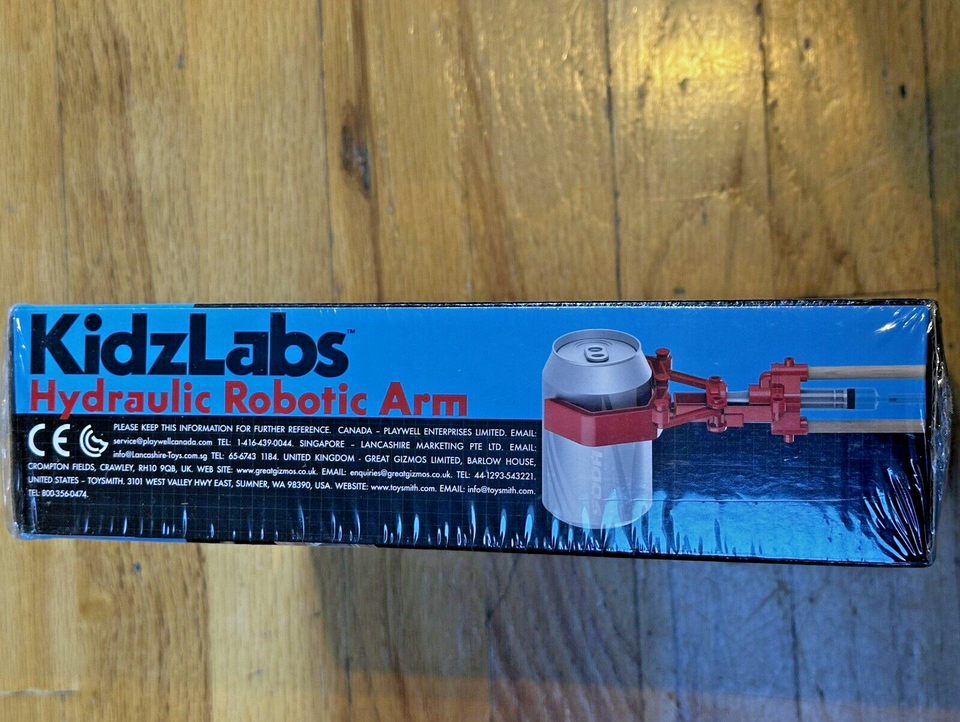 KidzLabs™
Hydraulic Robotic Arm
CE
PLEASE KEEP THIS INFORMATION FOR FURTHER REFERENCE. CANADA – PLAYWELL ENTERPRISES LIMITED. EMAIL:
service@playwellcanada.com TEL: 1-416-439-0044. SINGAPORE – LANCASHIRE MARKETING PTE LTD. EMAIL:
info@Lancashire-Toys.com.sg TEL: 65-6743 1184. UNITED KINGDOM - GREAT GIZMOS LIMITED, BARLOW HOUSE,
CROMPTON FIELDS, CRAWLEY, RH10 9QB, UK. WEB SITE: www.greatgizmos.co.uk. EMAIL: enquiries@greatgizmos.co.uk. TEL: 44-1293-543221.
UNITED STATES – TOYSMITH. 3101 WEST VALLEY HWY EAST, SUMNER, WA 98390, USA. WEBSITE: www.toysmith.com. EMAIL: info@toysmith.com.
TEL: 800-356-0474.